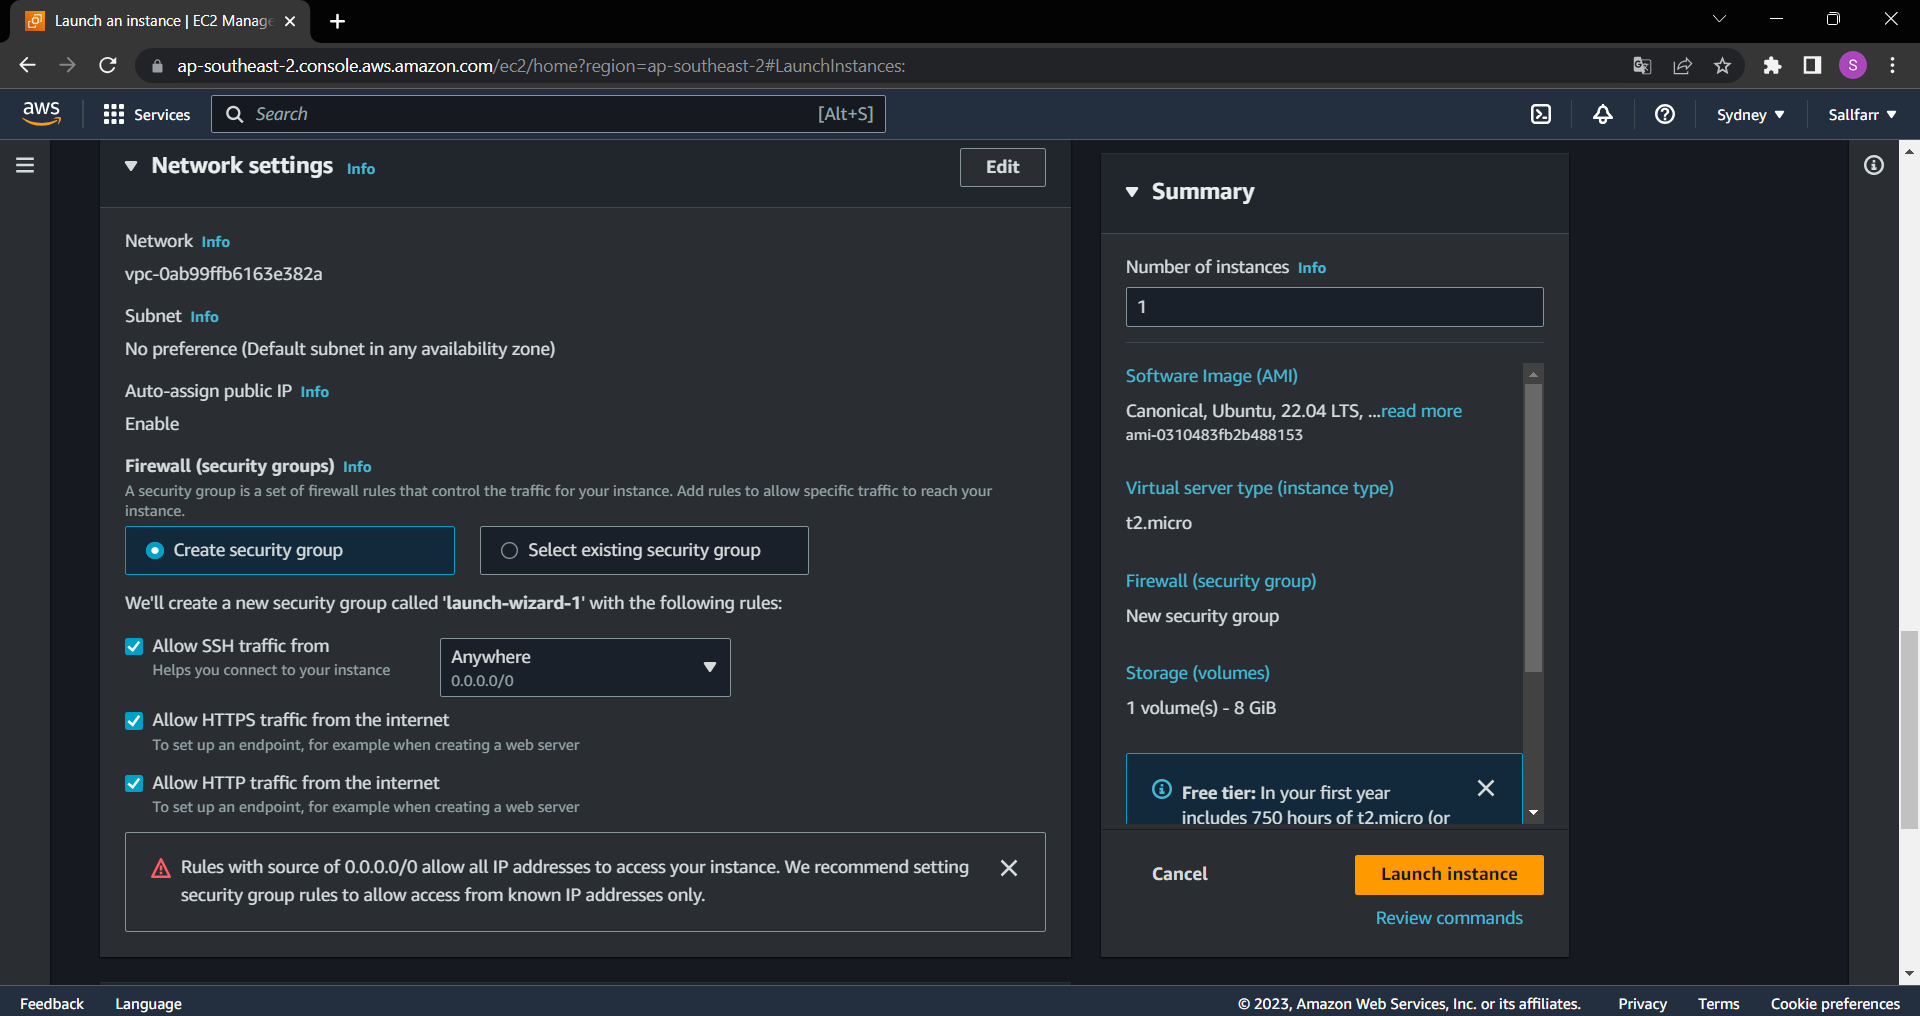 Launch an instance | EC2 Manage
ap-southeast-2.console.aws.amazon.com/ec2/home?region=ap-southeast-2#LaunchInstances:
S
aws
Services
Search
[Alt+S]
Sydney
Sallfarr
Network settings Info
Edit
Network Info
vpc-0ab99ffb6163e382a
Subnet Info
No preference (Default subnet in any availability zone)
Auto-assign public IP Info
Enable
Firewall (security groups) Info
A security group is a set of firewall rules that control the traffic for your instance. Add rules to allow specific traffic to reach your
instance.
Create security group
Select existing security group
We'll create a new security group called 'launch-wizard-1' with the following rules:
Allow SSH traffic from
Helps you connect to your instance
Anywhere
0.0.0.0/0
Allow HTTPS traffic from the internet
To set up an endpoint, for example when creating a web server
Allow HTTP traffic from the internet
To set up an endpoint, for example when creating a web server
Rules with source of 0.0.0.0/0 allow all IP addresses to access your instance. We recommend setting
security group rules to allow access from known IP addresses only.
Summary
Number of instances Info
1
Software Image (AMI)
Canonical, Ubuntu, 22.04 LTS, ...read more
ami-0310483fb2b488153
Virtual server type (instance type)
t2.micro
Firewall (security group)
New security group
Storage (volumes)
1 volume(s) - 8 GiB
Free tier: In your first year
includes 750 hours of t2.micro (or
Cancel
Launch instance
Review commands
Feedback
Language
© 2023, Amazon Web Services, Inc. or its affiliates.
Privacy
Terms
Cookie preferences